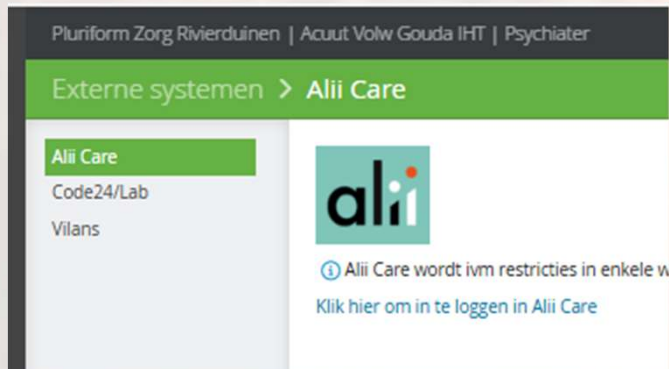 Pluriform Zorg Rivierduinen | Acuut Volw Gouda IHT | Psychiater
Externe systemen > Alii Care
Alii Care
Code24/Lab
Vilans
alii
Alii Care wordt ivm restricties in enkele
Klik hier om in te loggen in Alii Care